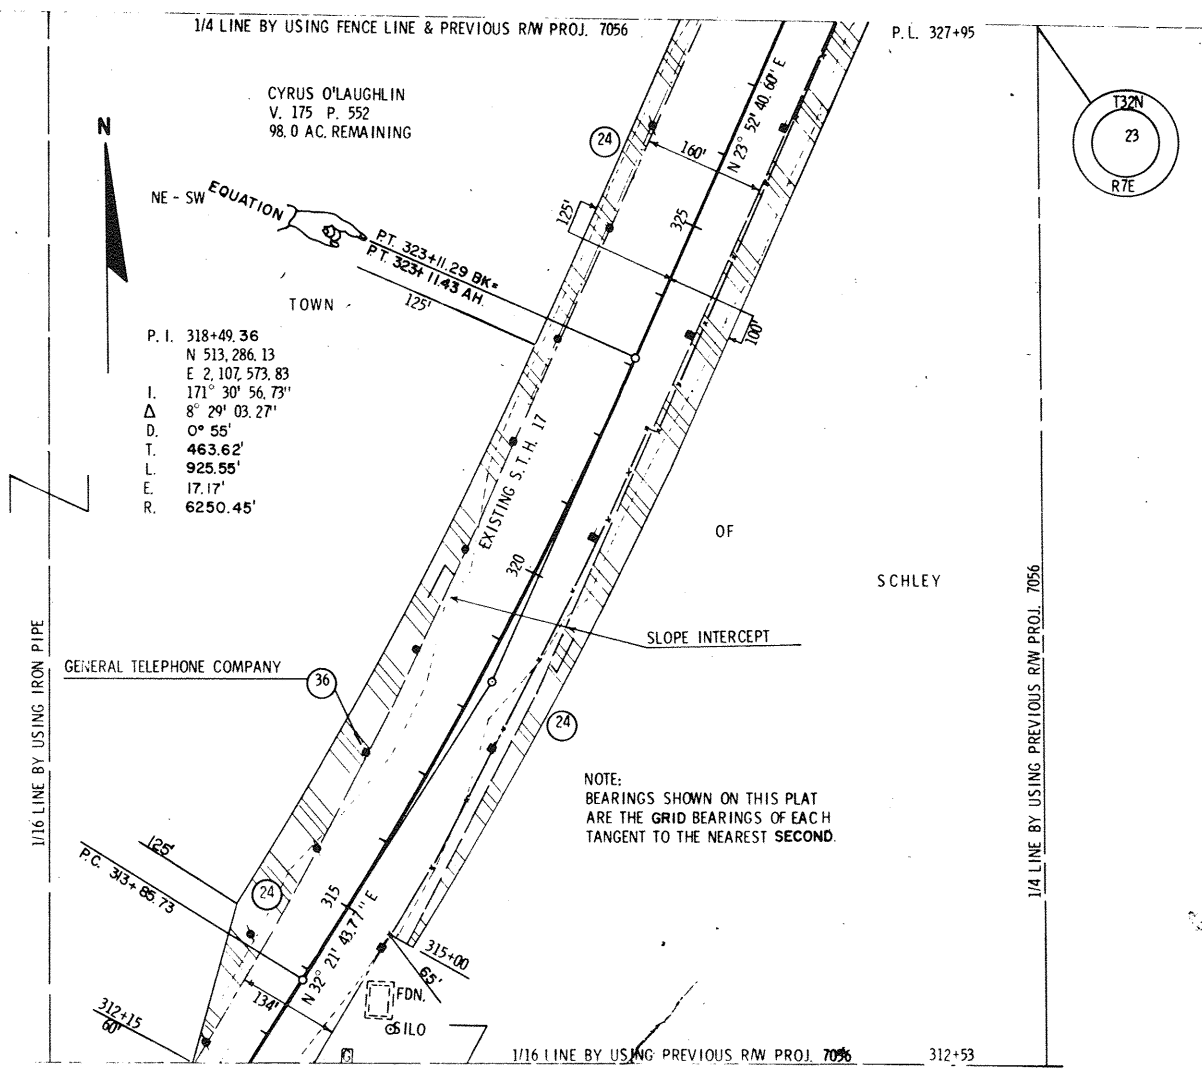 1/4 LINE BY USING FENCE LINE & PREVIOUS R/W PROJ. 7056
P.L. 327+95
CYRUS O'LAUGHLIN
V. 175 P. 552
98.0 AC. REMAINING
T32N
23
R7E
N
24
160'
N 23° 52' 40.60" E
NE - SW
EQUATION
125'
325
P.T. 323+11.29 BK=
P.T. 323+11.43 AH.
125'
TOWN
100'
P.I. 318+49.36
N 513,286.13
E 2,107,573.83
I. 171° 30' 56.73"
Δ 8° 29' 03.27"
D. 0° 55'
T. 463.62'
L. 925.55'
E. 17.17'
R. 6250.45'
EXISTING S.T.H. 17
OF
320
SCHLEY
SLOPE INTERCEPT
1/16 LINE BY USING IRON PIPE
1/4 LINE BY USING PREVIOUS R/W PROJ. 7056
GENERAL TELEPHONE COMPANY
36
24
NOTE:
BEARINGS SHOWN ON THIS PLAT
ARE THE GRID BEARINGS OF EACH
TANGENT TO THE NEAREST SECOND.
125'
P.C. 313+85.73
24
315
N 32° 21' 43.77" E
315+00
65'
134'
FDN.
312+15
60'
SILO
G
1/16 LINE BY USING PREVIOUS R/W PROJ. 7056
312+53